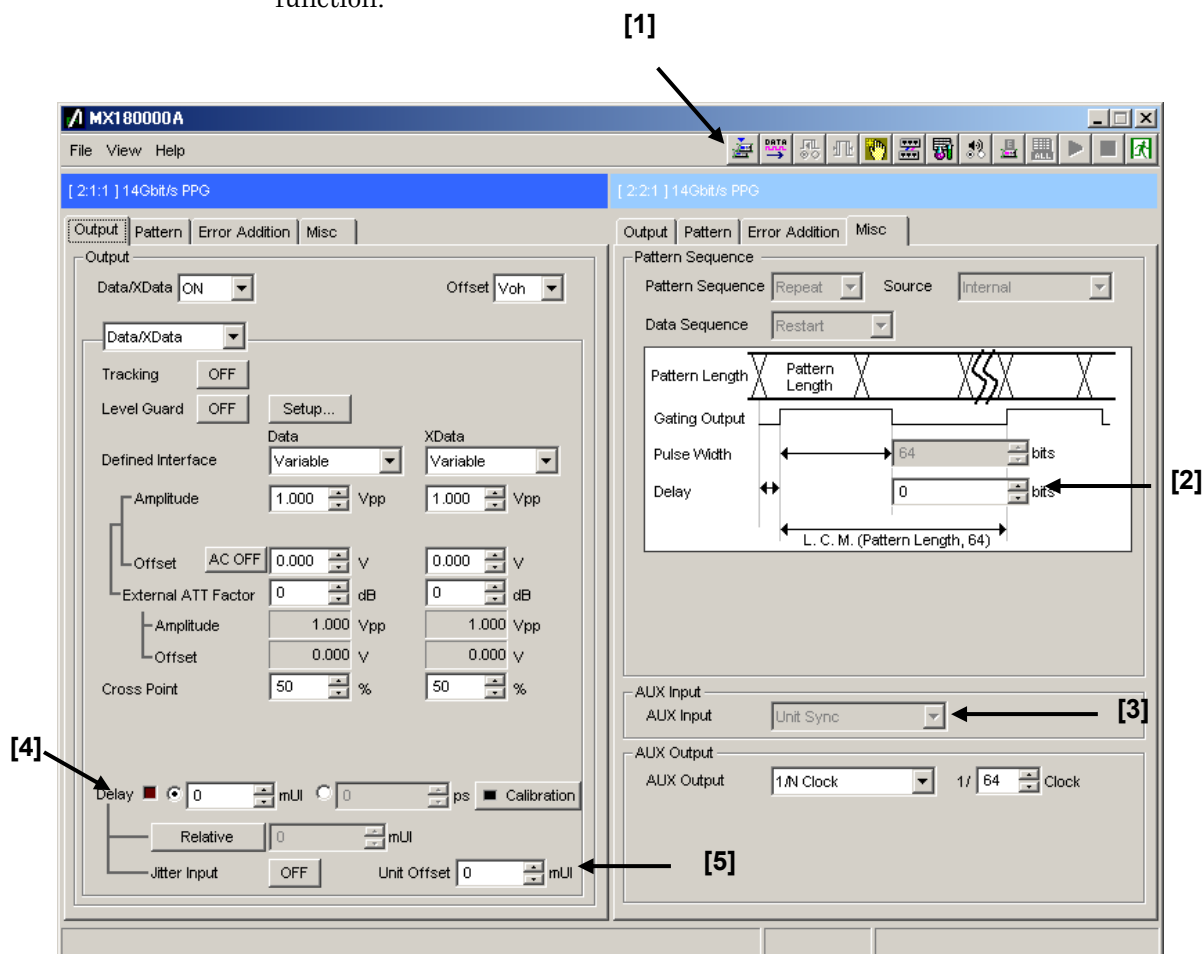 function.
[1]
MX180000A
File View Help
[ 2:1:1 ] 14Gbit/s PPG
[ 2:2:1 ] 14Gbit/s PPG
Output Pattern Error Addition Misc
Output
Data/XData ON Offset Voh
Data/XData
Tracking OFF
Level Guard OFF Setup...
Data XData
Defined Interface Variable Variable
Amplitude 1.000 Vpp 1.000 Vpp
Offset AC OFF 0.000 V 0.000 V
External ATT Factor 0 dB 0 dB
Amplitude 1.000 Vpp 1.000 Vpp
Offset 0.000 V 0.000 V
Cross Point 50 % 50 %
[4]
Delay 0 mUI 0 ps Calibration
Relative 0 mUI
Jitter Input OFF Unit Offset 0 mUI
[5]
Output Pattern Error Addition Misc
Pattern Sequence
Pattern Sequence Repeat Source Internal
Data Sequence Restart
Pattern Length Pattern Length
Gating Output
Pulse Width 64 bits
Delay 0 bits
[2]
L. C. M. (Pattern Length, 64)
AUX Input
AUX Input Unit Sync
[3]
AUX Output
AUX Output 1/N Clock 1/ 64 Clock